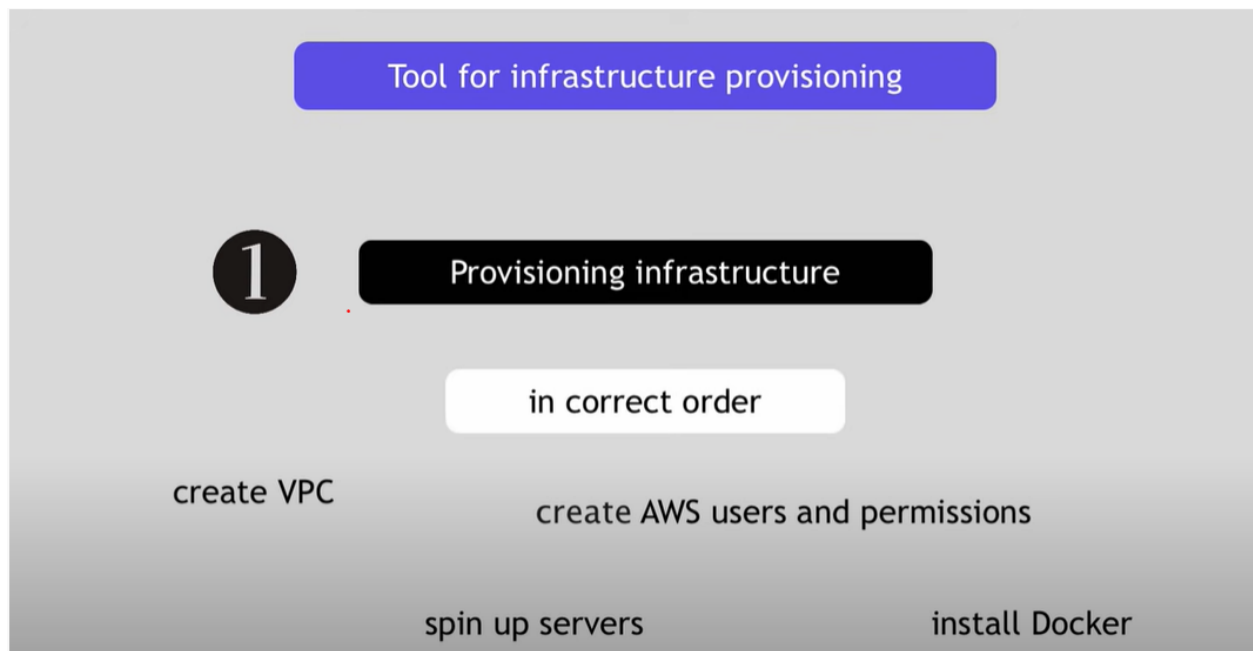 Tool for infrastructure provisioning
1
Provisioning infrastructure
in correct order
create VPC
create AWS users and permissions
spin up servers
install Docker